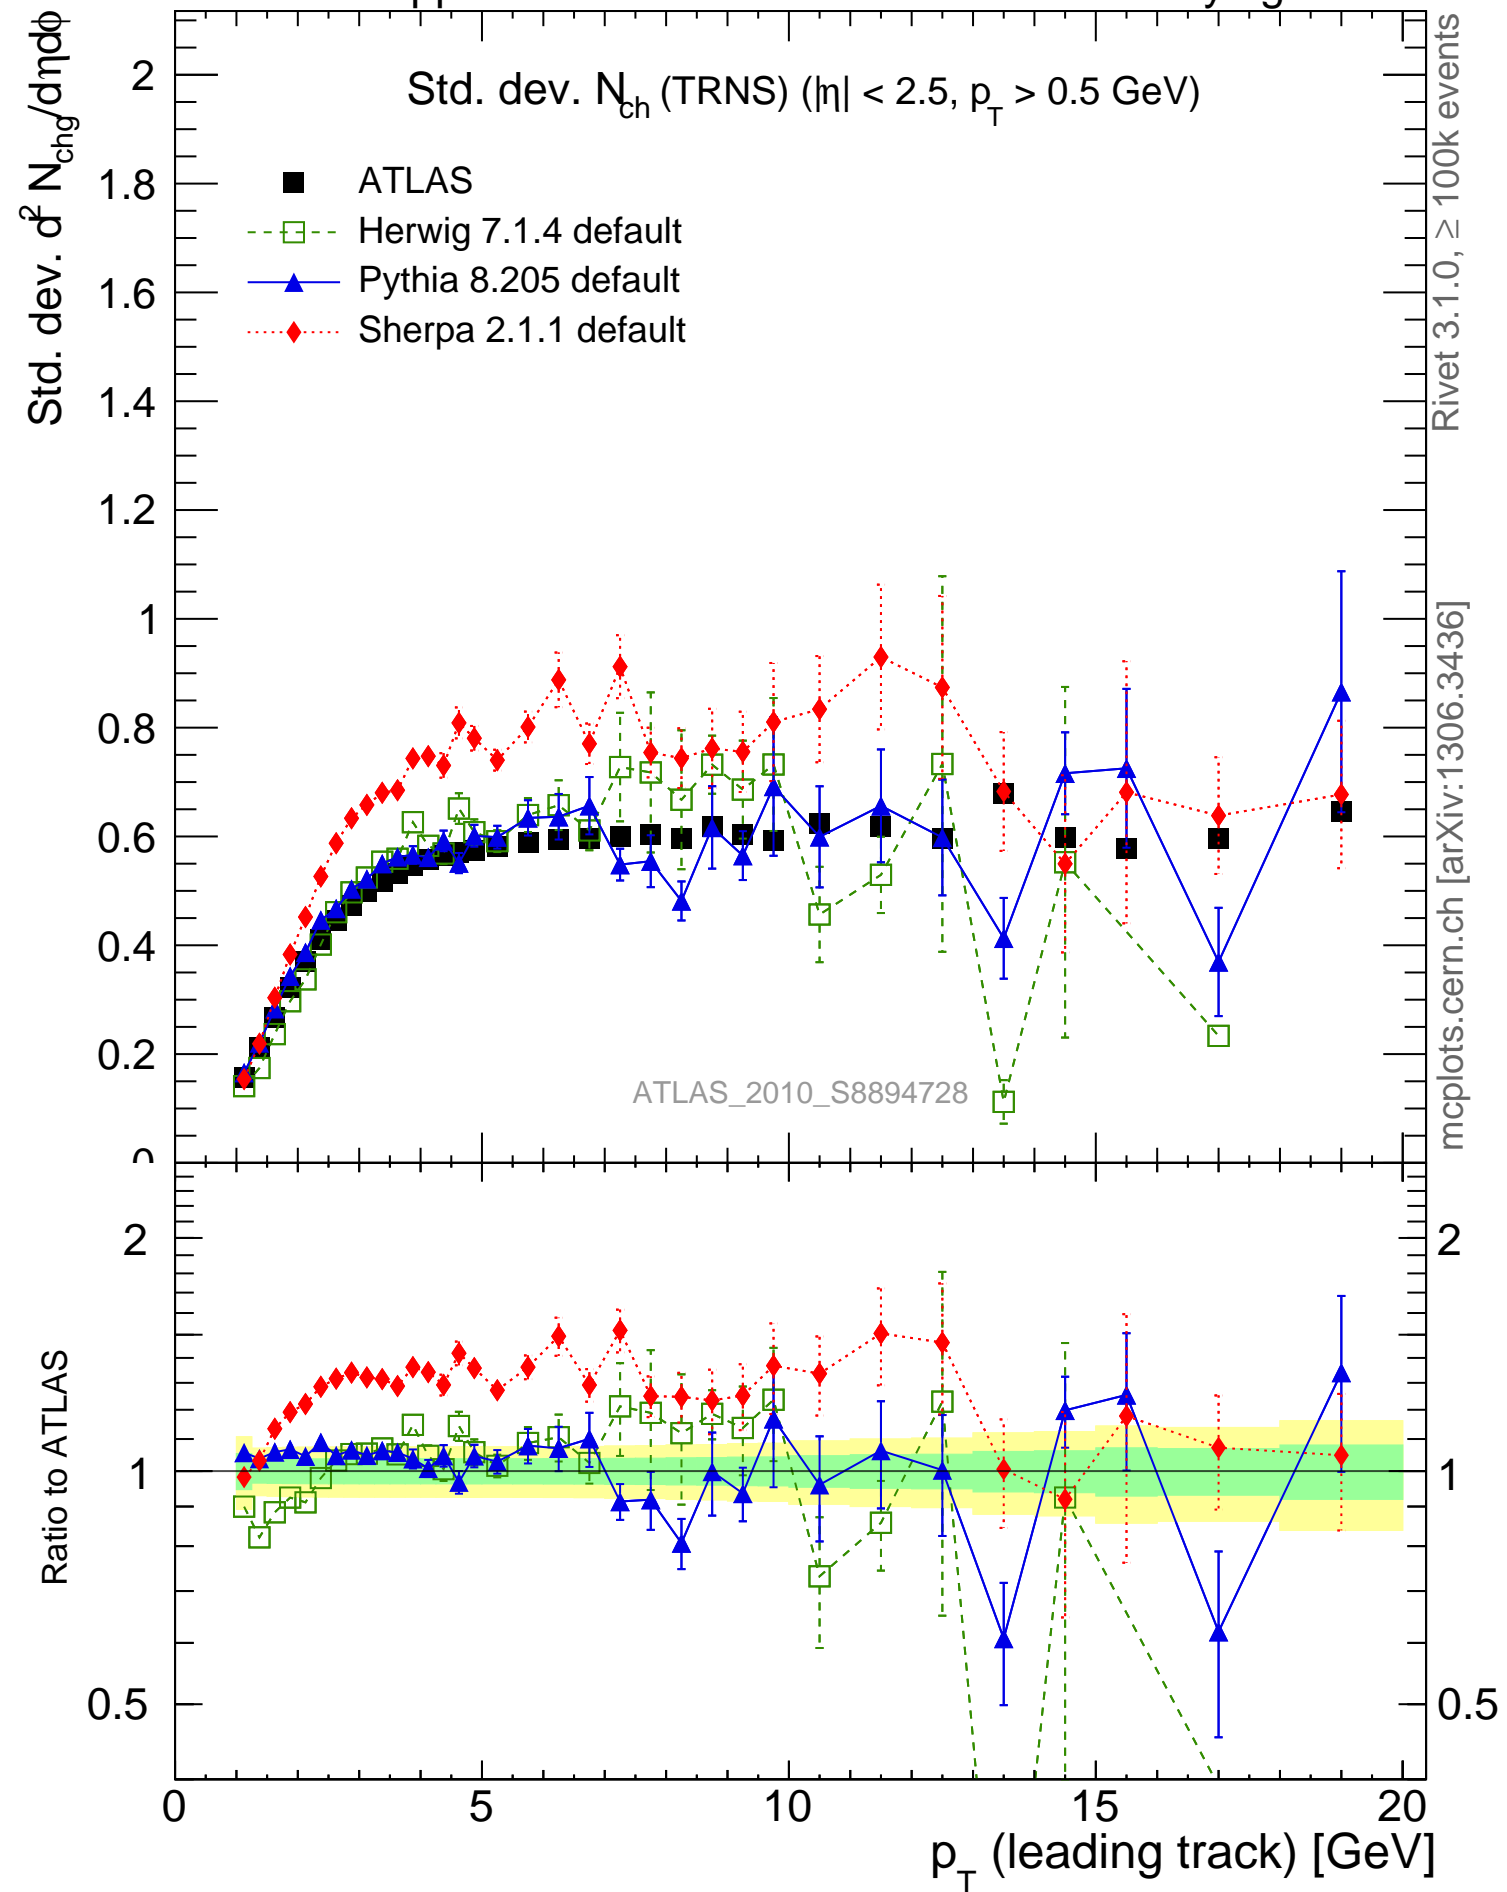 pp
Std. dev. N_ch (TRNS) (|η| < 2.5, p_T > 0.5 GeV)
ATLAS
Herwig 7.1.4 default
Pythia 8.205 default
Sherpa 2.1.1 default
Std. dev. d² N_chg/dηdϕ
2
1.8
1.6
1.4
1.2
1
0.8
0.6
0.4
0.2
0
ATLAS_2010_S8894728
Rivet 3.1.0, ≥ 100k events
mcplots.cern.ch [arXiv:1306.3436]
Ratio to ATLAS
2
1
0.5
2
1
0.5
0 5 10 15 20
p_T (leading track) [GeV]